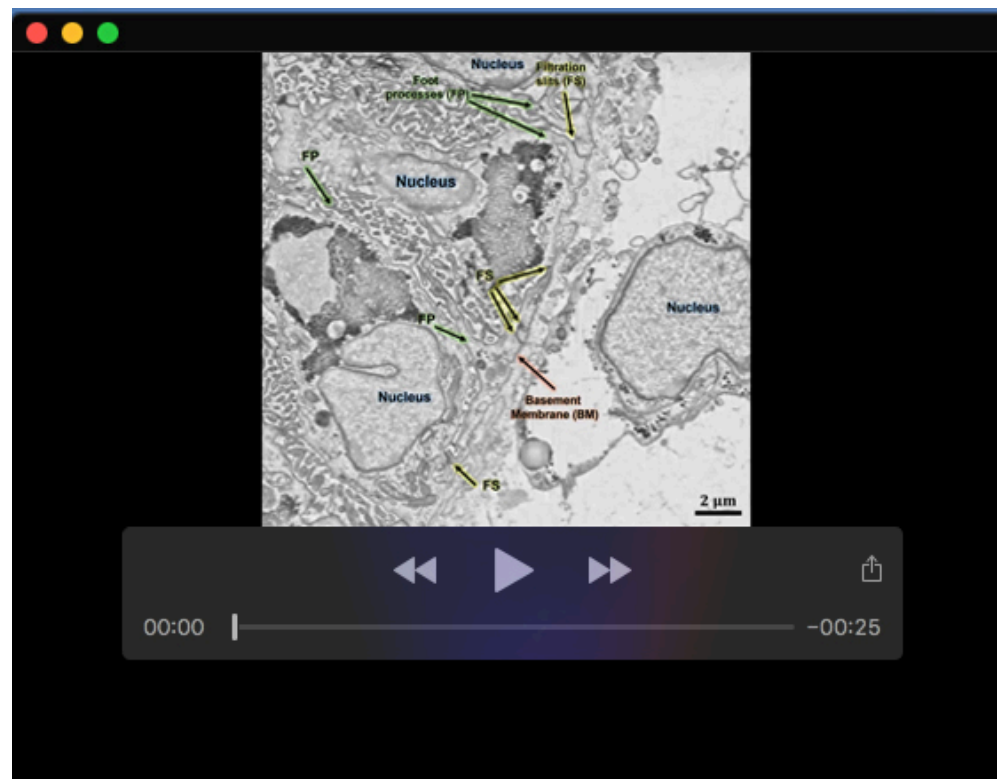 Nucleus
Filtration
slits (FS)
Foot
processes (FP)
FP
Nucleus
FS
Nucleus
FP
Nucleus
Basement
Membrane (BM)
FS
2 μm
00:00
-00:25